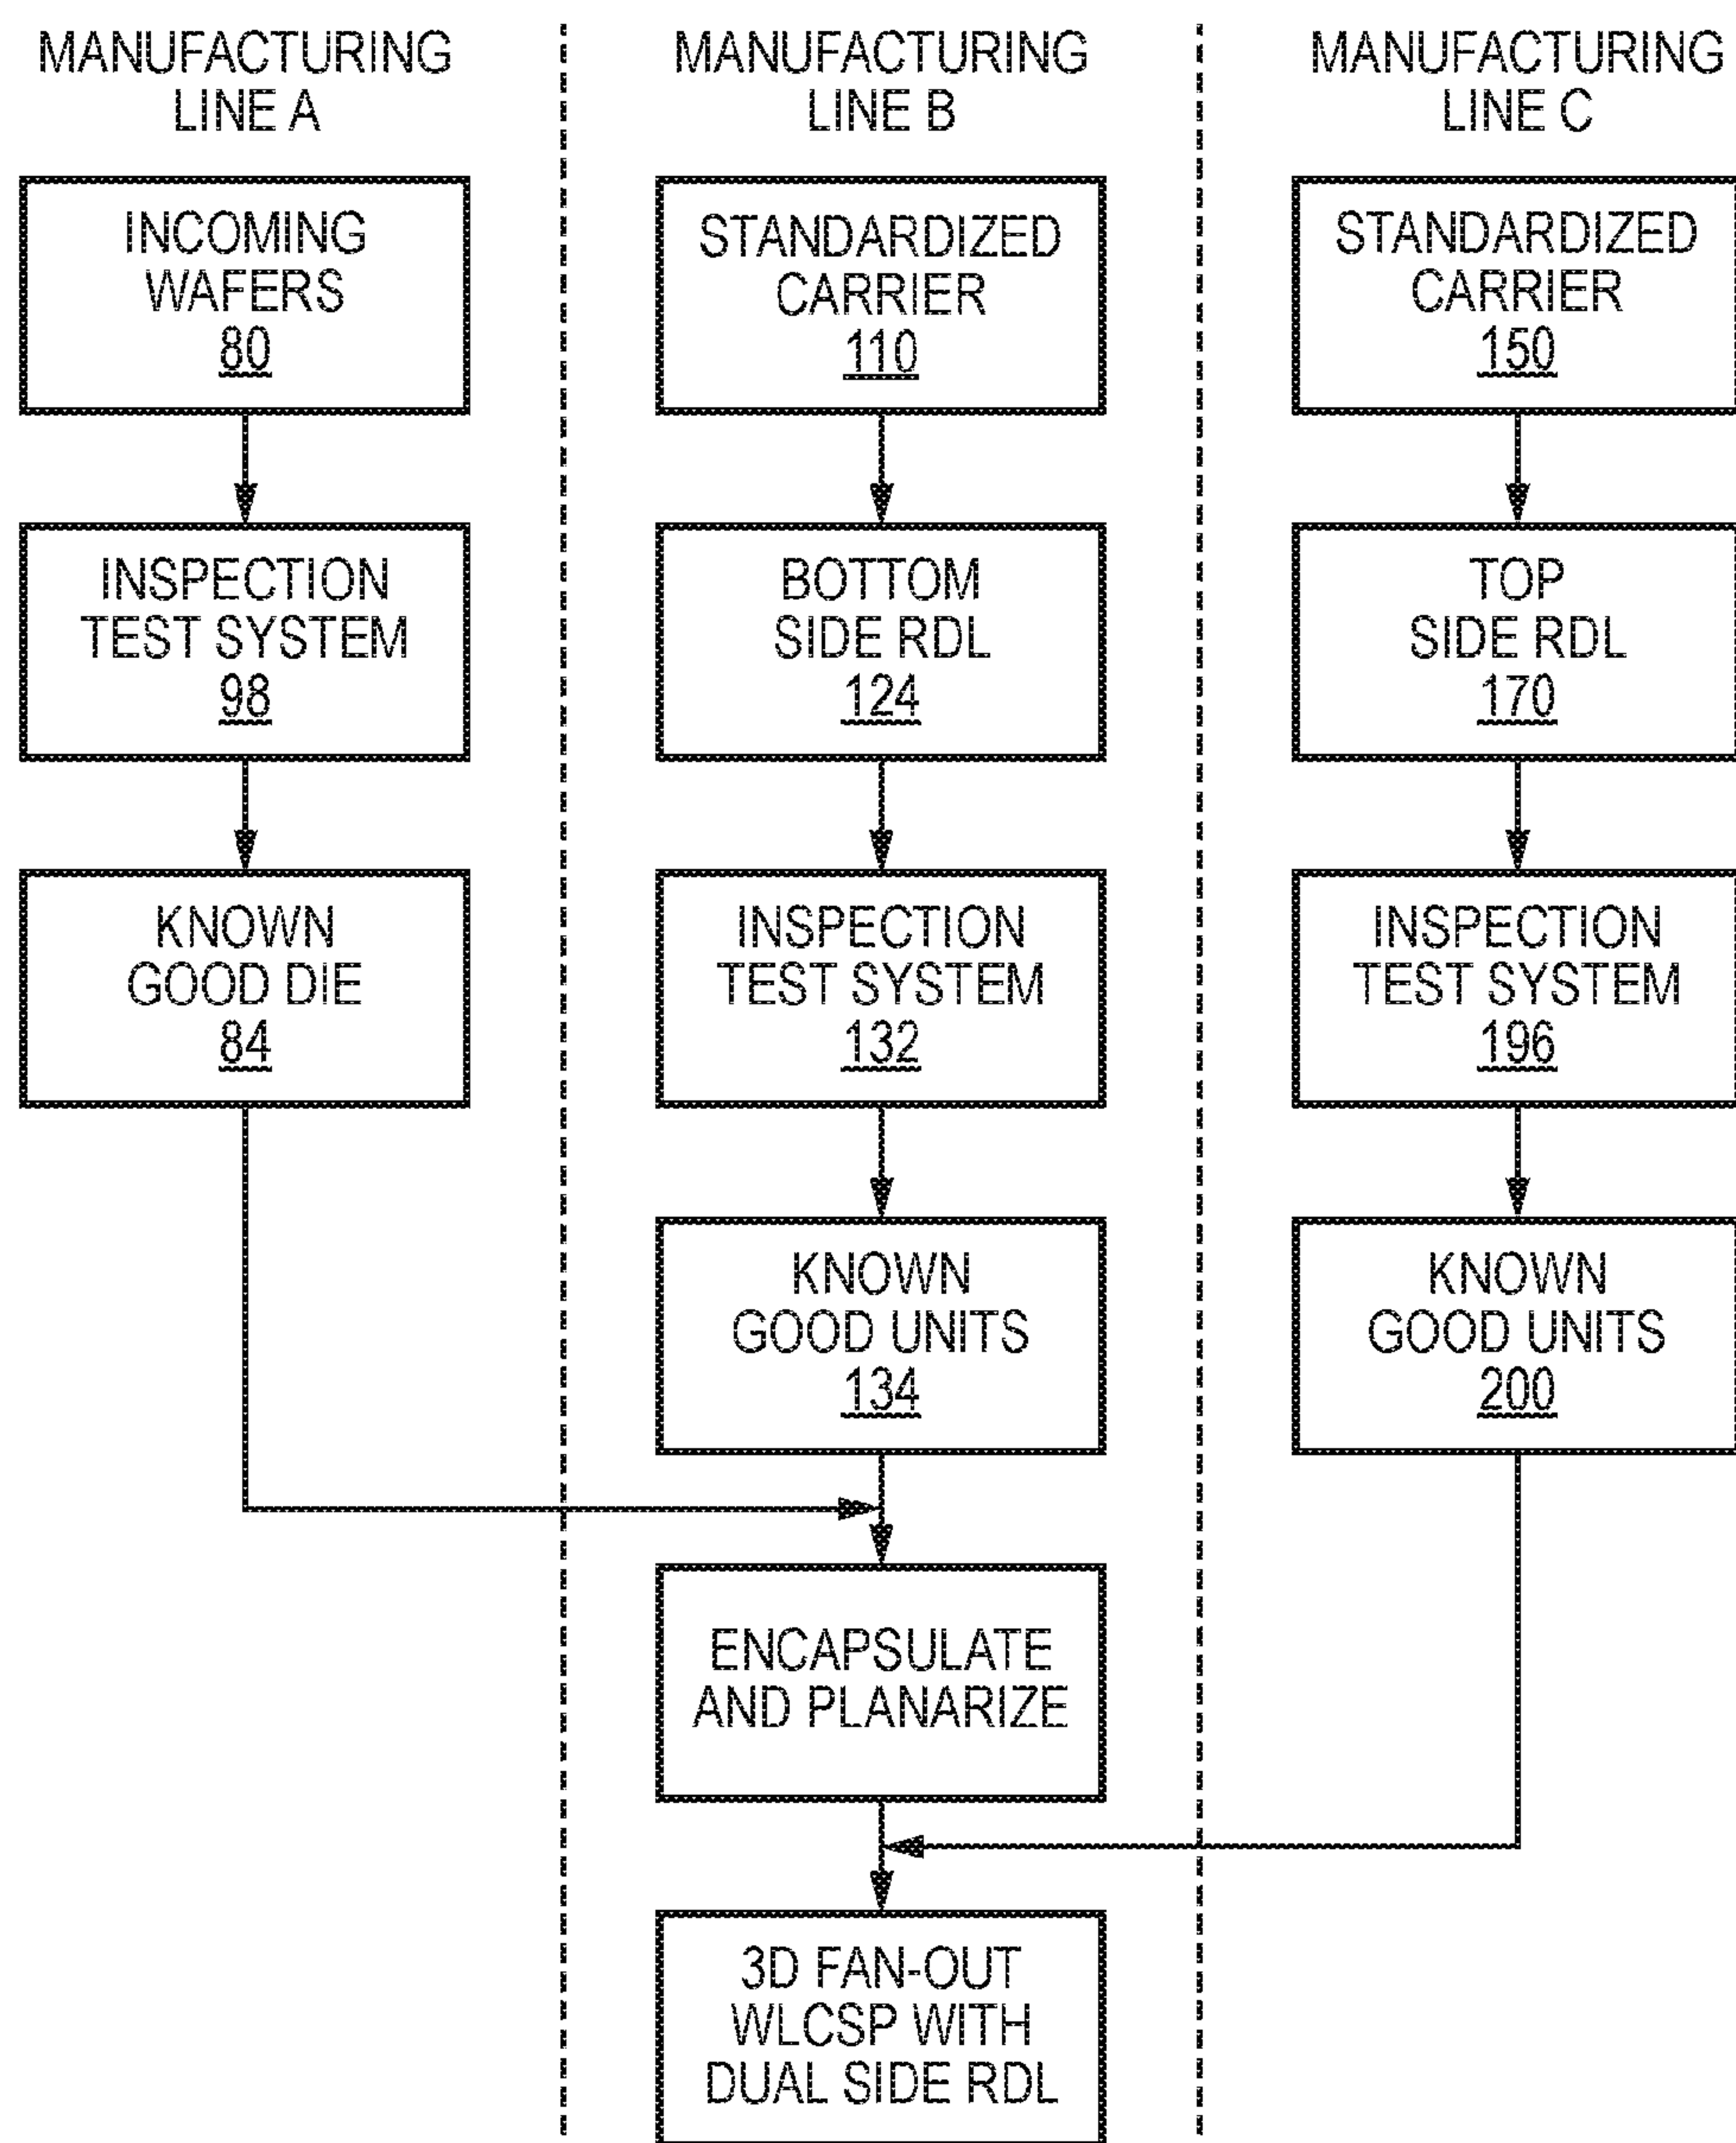 MANUFACTURING
LINE A
INCOMING
WAFERS
80
INSPECTION
TEST SYSTEM
98
KNOWN
GOOD DIE
84
MANUFACTURING
LINE B
STANDARDIZED
CARRIER
110
BOTTOM
SIDE RDL
124
INSPECTION
TEST SYSTEM
132
KNOWN
GOOD UNITS
134
ENCAPSULATE
AND PLANARIZE
3D FAN-OUT
WLCSP WITH
DUAL SIDE RDL
MANUFACTURING
LINE C
STANDARDIZED
CARRIER
150
TOP
SIDE RDL
170
INSPECTION
TEST SYSTEM
196
KNOWN
GOOD UNITS
200